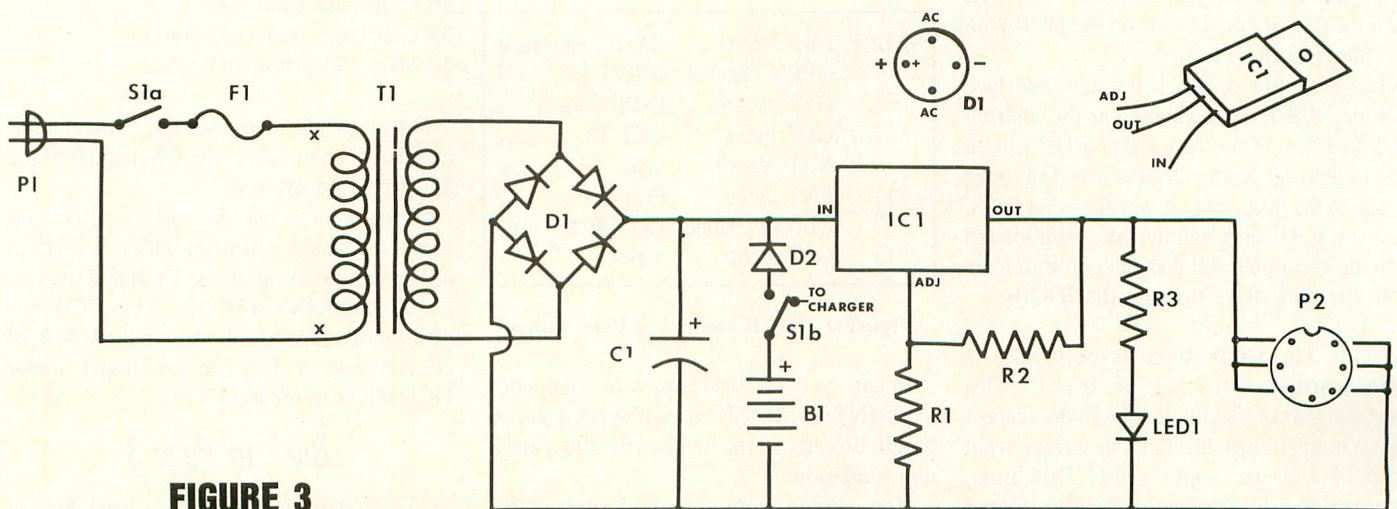 AC
+
+
–
AC
D1
IC1
ADJ
OUT
IN
S1a
F1
T1
x
P1
D1
x
IN
IC1
OUT
ADJ
D2
TO
CHARGER
S1b
+
C1
+
B1
R2
R1
R3
LED1
P2
FIGURE 3